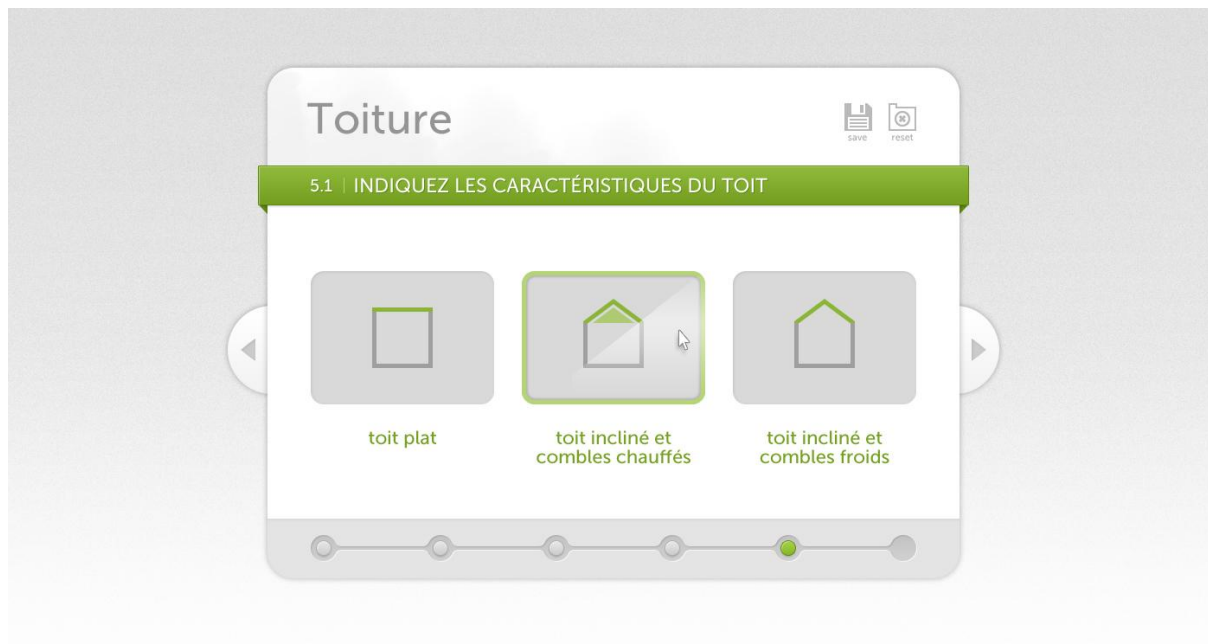 Toiture
save
reset
5.1 | INDIQUEZ LES CARACTÉRISTIQUES DU TOIT
toit plat
toit incliné et
combles chauffés
toit incliné et
combles froids